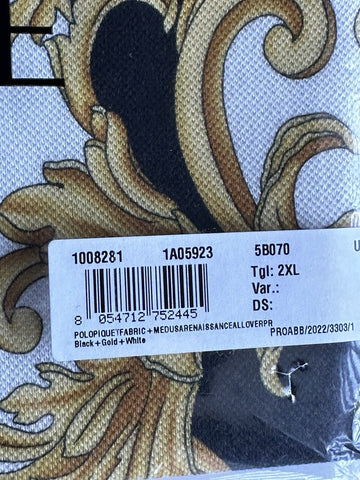 E
1008281 1A05923 5B070 U
Tgl: 2XL
Var.:
DS:
8 054712 752445
POLOPIQUETFABRIC+MEDUSARENAISSANCEALLOVERPR
Black+Gold+White
PROABB/2022/3303/1